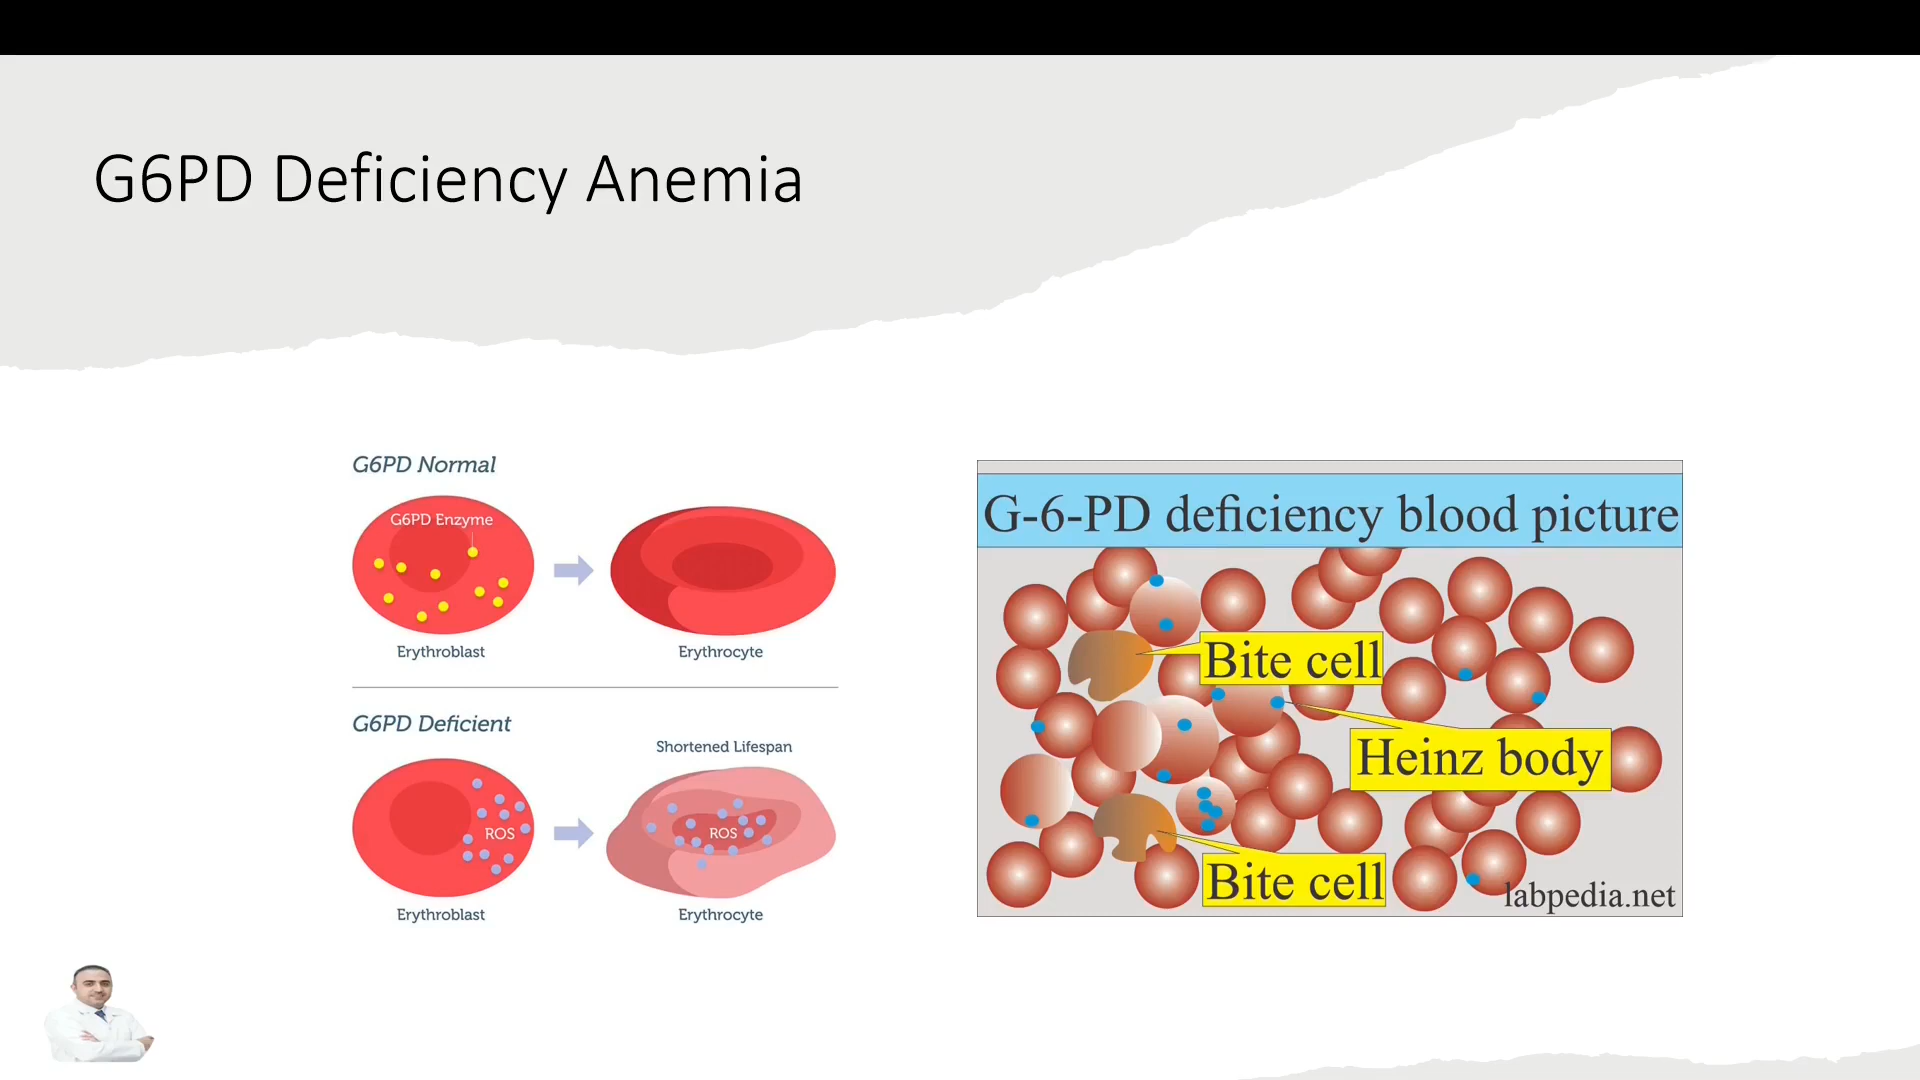 G6PD Deficiency Anemia
G6PD Normal
G6PD Enzyme
Erythroblast
Erythrocyte
G6PD Deficient
Shortened Lifespan
ROS
ROS
Erythroblast
Erythrocyte
G-6-PD deficiency blood picture
Bite cell
Heinz body
Bite cell
labpedia.net